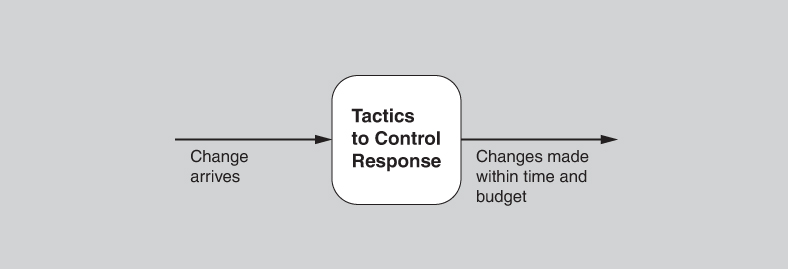 Tactics
to Control
Response
Change
arrives
Changes made
within time and
budget